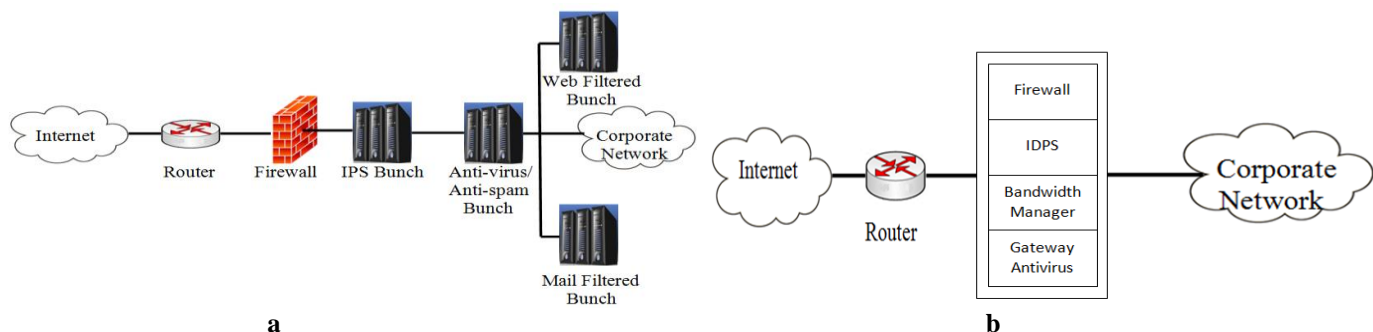 Web Filtered
Bunch
Internet
Router
Firewall
IPS Bunch
Anti-virus/
Anti-spam
Bunch
Corporate
Network
Mail Filtered
Bunch
a
Internet
Router
Firewall
IDPS
Bandwidth
Manager
Gateway
Antivirus
Corporate
Network
b